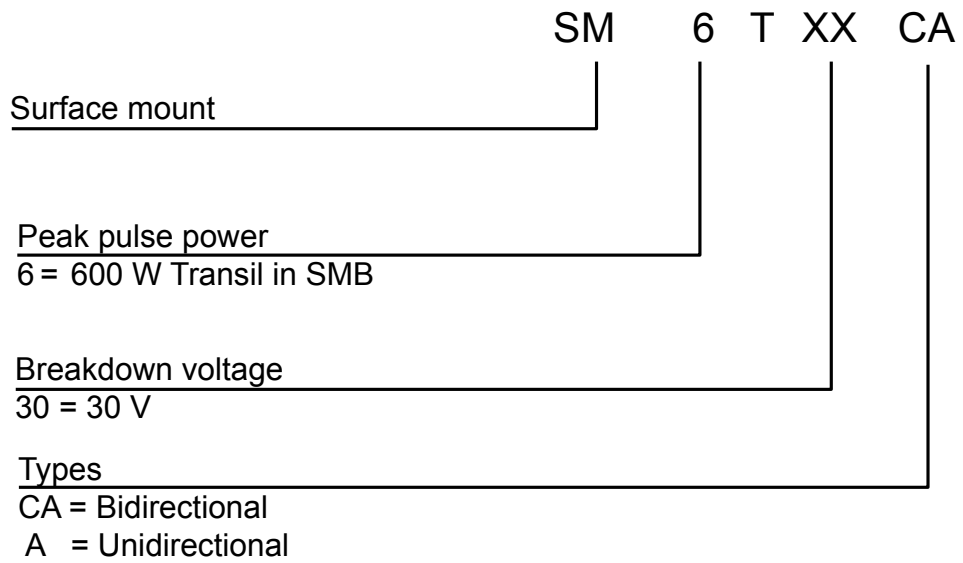 SM 6 T XX CA
Surface mount
Peak pulse power
6 = 600 W Transil in SMB
Breakdown voltage
30 = 30 V
Types
CA = Bidirectional
A = Unidirectional